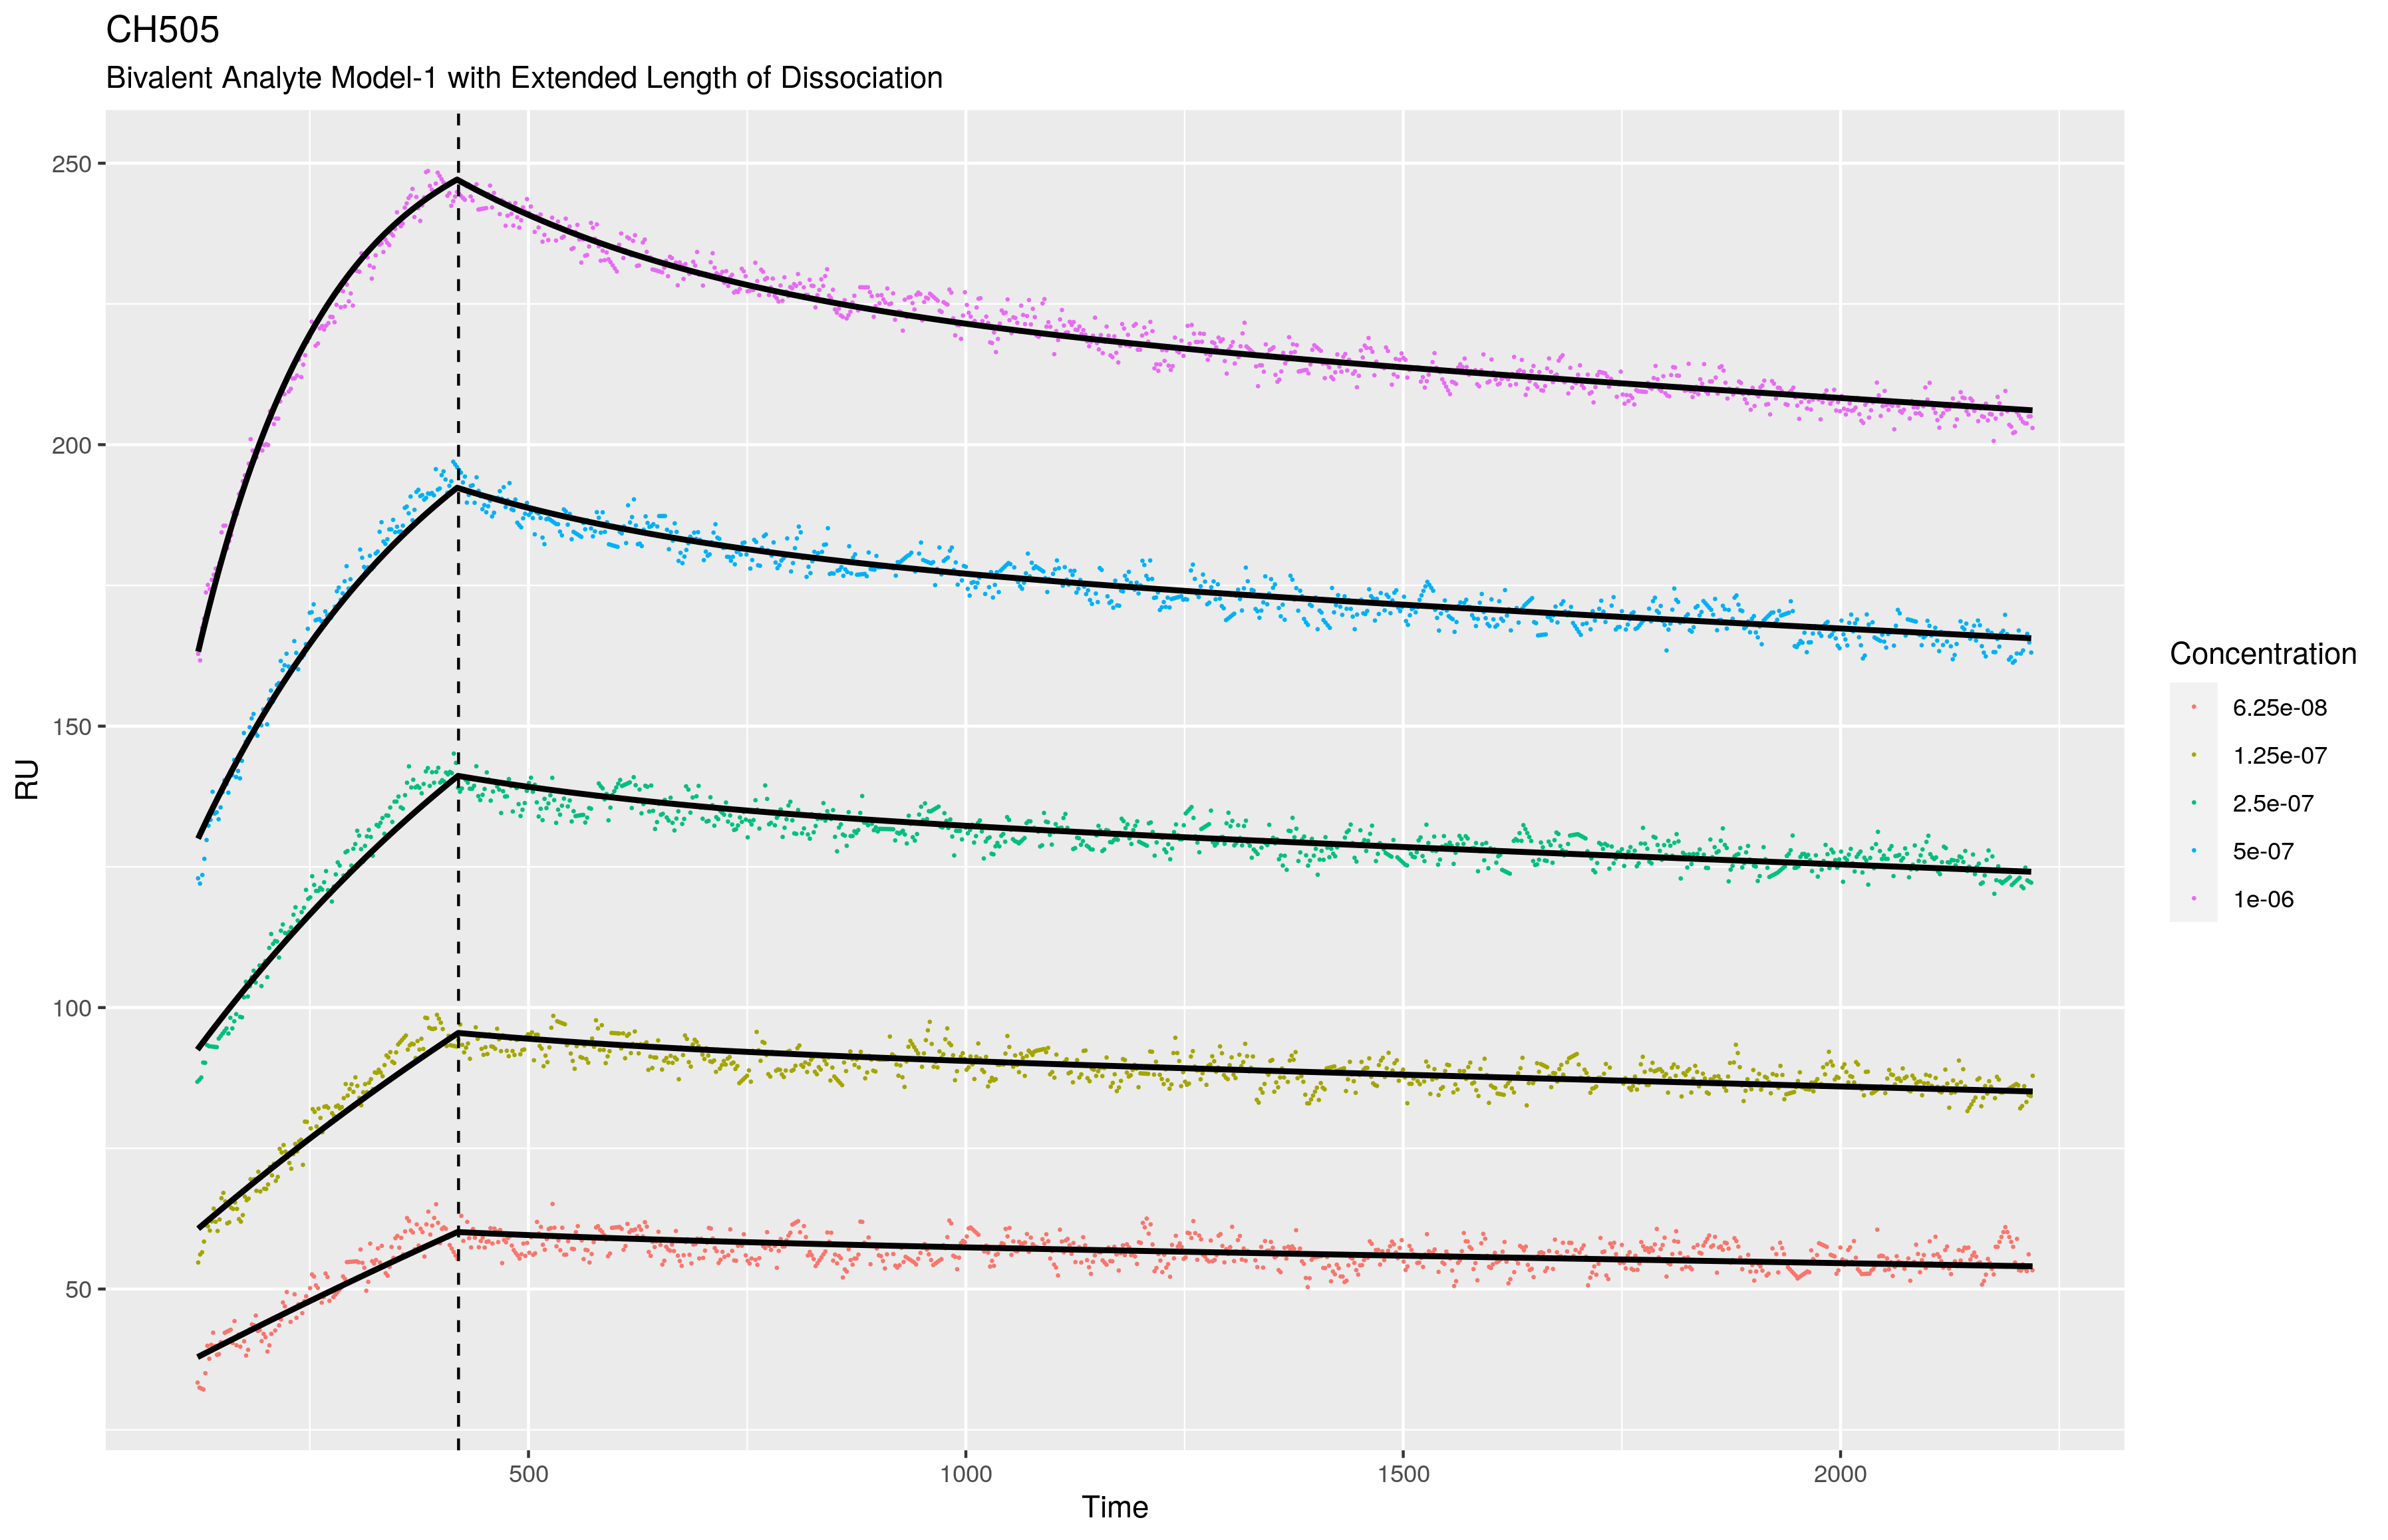 CH505
Bivalent Analyte Model-1 with Extended Length of Dissociation
RU
250
200
150
100
50
500
1000
1500
2000
Time
Concentration
6.25e-08
1.25e-07
2.5e-07
5e-07
1e-06